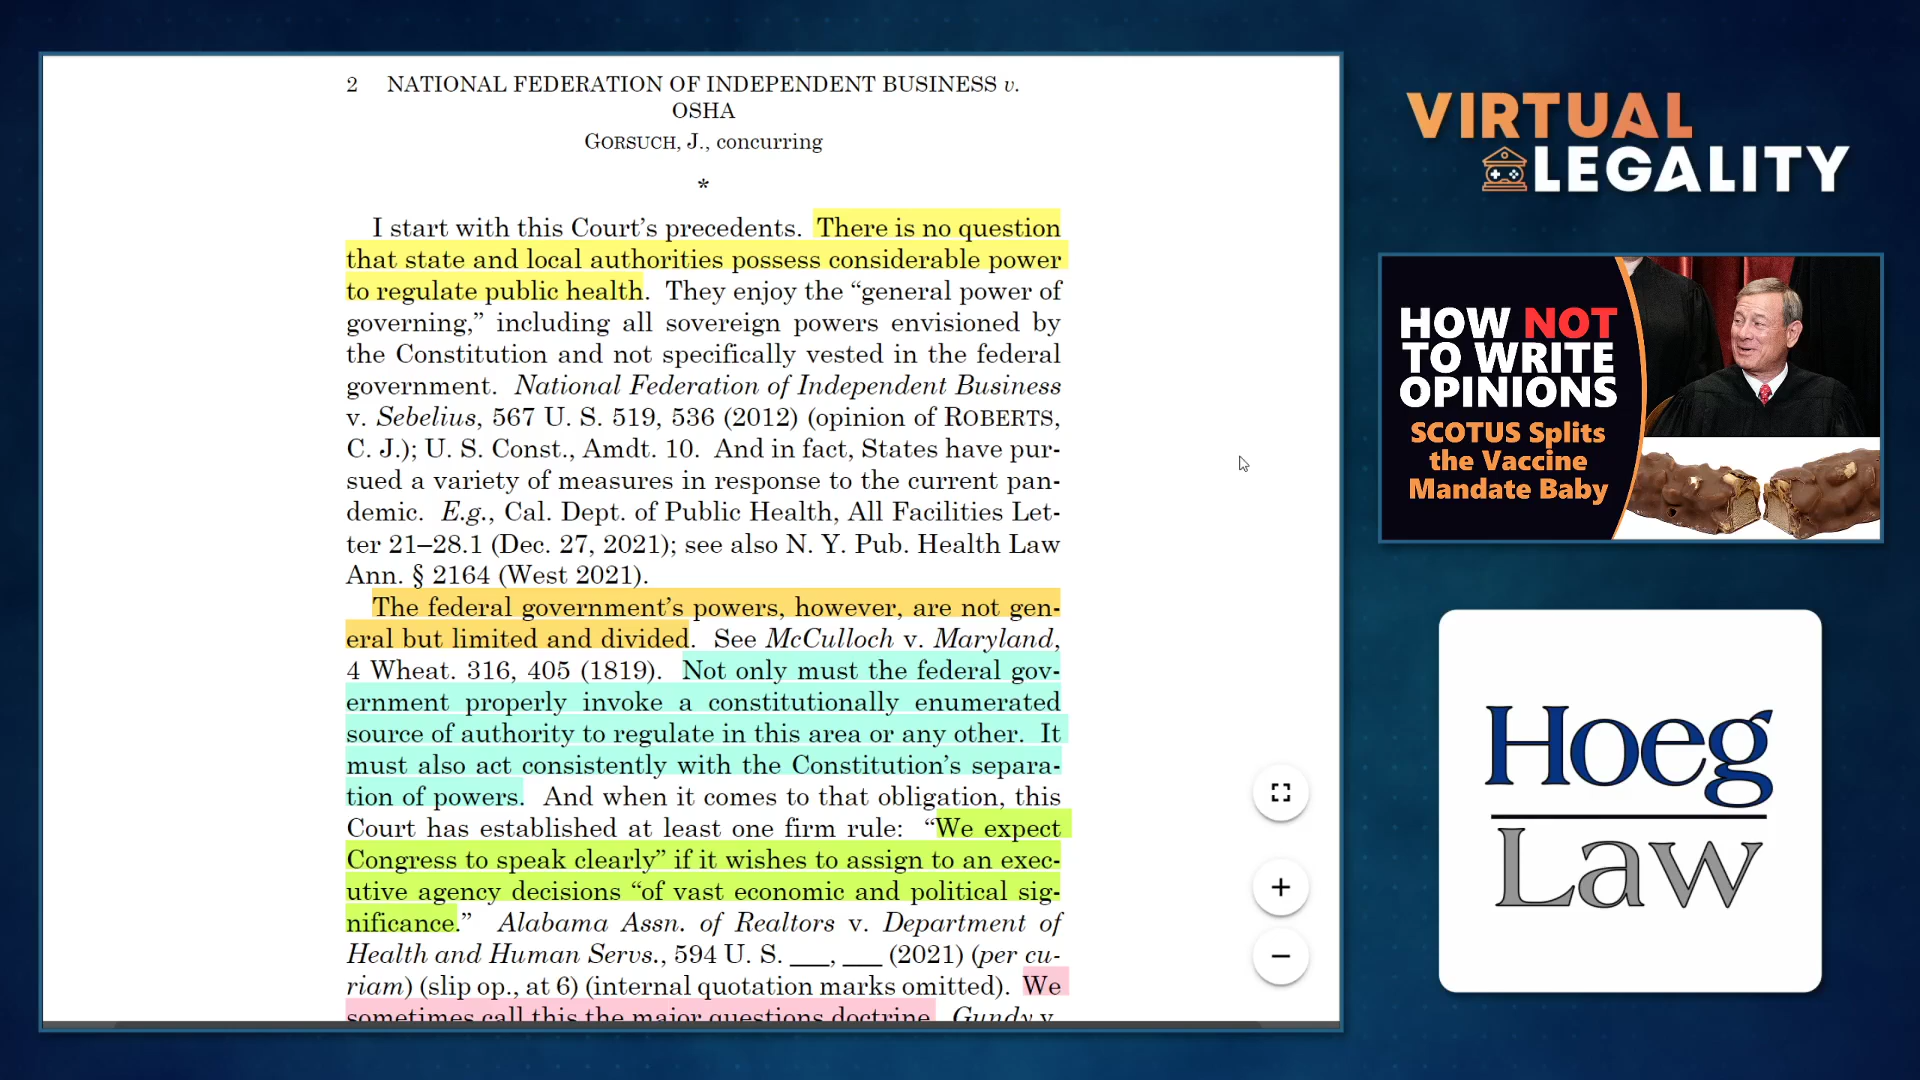 2 NATIONAL FEDERATION OF INDEPENDENT BUSINESS v.
OSHA
GORSUCH, J., concurring
*
I start with this Court's precedents. There is no question
that state and local authorities possess considerable power
to regulate public health. They enjoy the “general power of
governing,” including all sovereign powers envisioned by
the Constitution and not specifically vested in the federal
government. National Federation of Independent Business
v. Sebelius, 567 U. S. 519, 536 (2012) (opinion of ROBERTS,
C. J.); U. S. Const., Amdt. 10. And in fact, States have pur-
sued a variety of measures in response to the current pan-
demic. E.g., Cal. Dept. of Public Health, All Facilities Let-
ter 21–28.1 (Dec. 27, 2021); see also N. Y. Pub. Health Law
Ann. § 2164 (West 2021).
The federal government's powers, however, are not gen-
eral but limited and divided. See McCulloch v. Maryland,
4 Wheat. 316, 405 (1819). Not only must the federal gov-
ernment properly invoke a constitutionally enumerated
source of authority to regulate in this area or any other. It
must also act consistently with the Constitution's separa-
tion of powers. And when it comes to that obligation, this
Court has established at least one firm rule: “We expect
Congress to speak clearly” if it wishes to assign to an exec-
utive agency decisions “of vast economic and political sig-
nificance.” Alabama Assn. of Realtors v. Department of
Health and Human Servs., 594 U. S. ___, ___ (2021) (per cu-
riam) (slip op., at 6) (internal quotation marks omitted). We
sometimes call this the major questions doctrine. Gundy v.
VIRTUAL
LEGALITY
HOW NOT
TO WRITE
OPINIONS
SCOTUS Splits
the Vaccine
Mandate Baby
Hoeg
Law